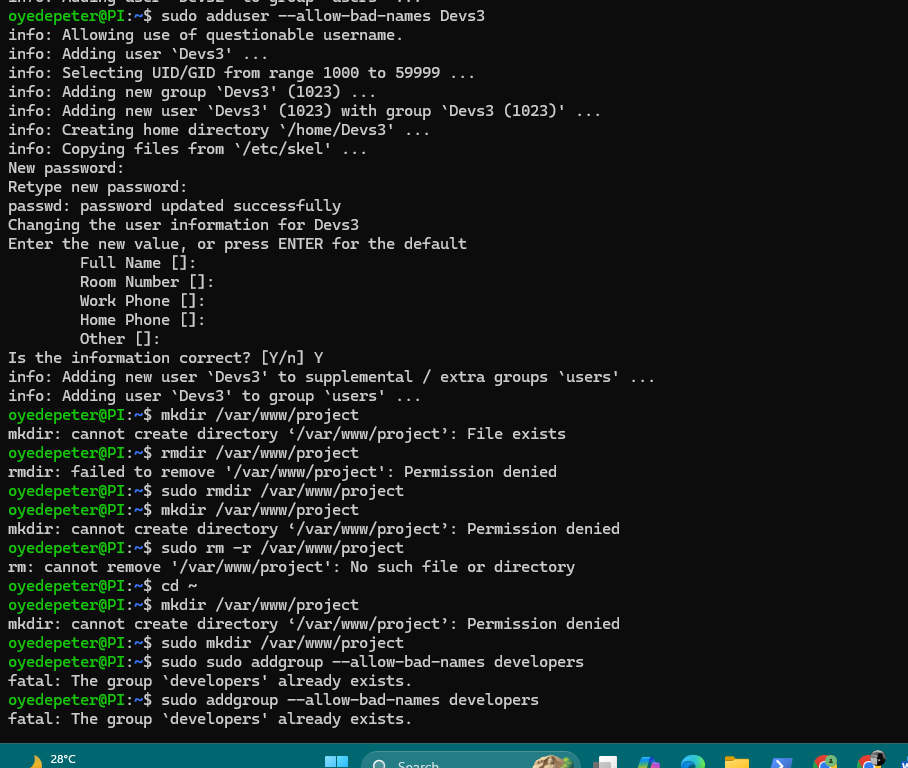 info: Adding user `Devs2' to group `users' ...
oyedepeter@PI:~$ sudo adduser --allow-bad-names Devs3
info: Allowing use of questionable username.
info: Adding user `Devs3' ...
info: Selecting UID/GID from range 1000 to 59999 ...
info: Adding new group `Devs3' (1023) ...
info: Adding new user `Devs3' (1023) with group `Devs3 (1023)' ...
info: Creating home directory `/home/Devs3' ...
info: Copying files from `/etc/skel' ...
New password:
Retype new password:
passwd: password updated successfully
Changing the user information for Devs3
Enter the new value, or press ENTER for the default
Full Name []:
Room Number []:
Work Phone []:
Home Phone []:
Other []:
Is the information correct? [Y/n] Y
info: Adding new user `Devs3' to supplemental / extra groups `users' ...
info: Adding user `Devs3' to group `users' ...
oyedepeter@PI:~$ mkdir /var/www/project
mkdir: cannot create directory ‘/var/www/project’: File exists
oyedepeter@PI:~$ rmdir /var/www/project
rmdir: failed to remove '/var/www/project': Permission denied
oyedepeter@PI:~$ sudo rmdir /var/www/project
oyedepeter@PI:~$ mkdir /var/www/project
mkdir: cannot create directory ‘/var/www/project’: Permission denied
oyedepeter@PI:~$ sudo rm -r /var/www/project
rm: cannot remove '/var/www/project': No such file or directory
oyedepeter@PI:~$ cd ~
oyedepeter@PI:~$ mkdir /var/www/project
mkdir: cannot create directory ‘/var/www/project’: Permission denied
oyedepeter@PI:~$ sudo mkdir /var/www/project
oyedepeter@PI:~$ sudo sudo addgroup --allow-bad-names developers
fatal: The group `developers' already exists.
oyedepeter@PI:~$ sudo addgroup --allow-bad-names developers
fatal: The group `developers' already exists.
28°C
Search